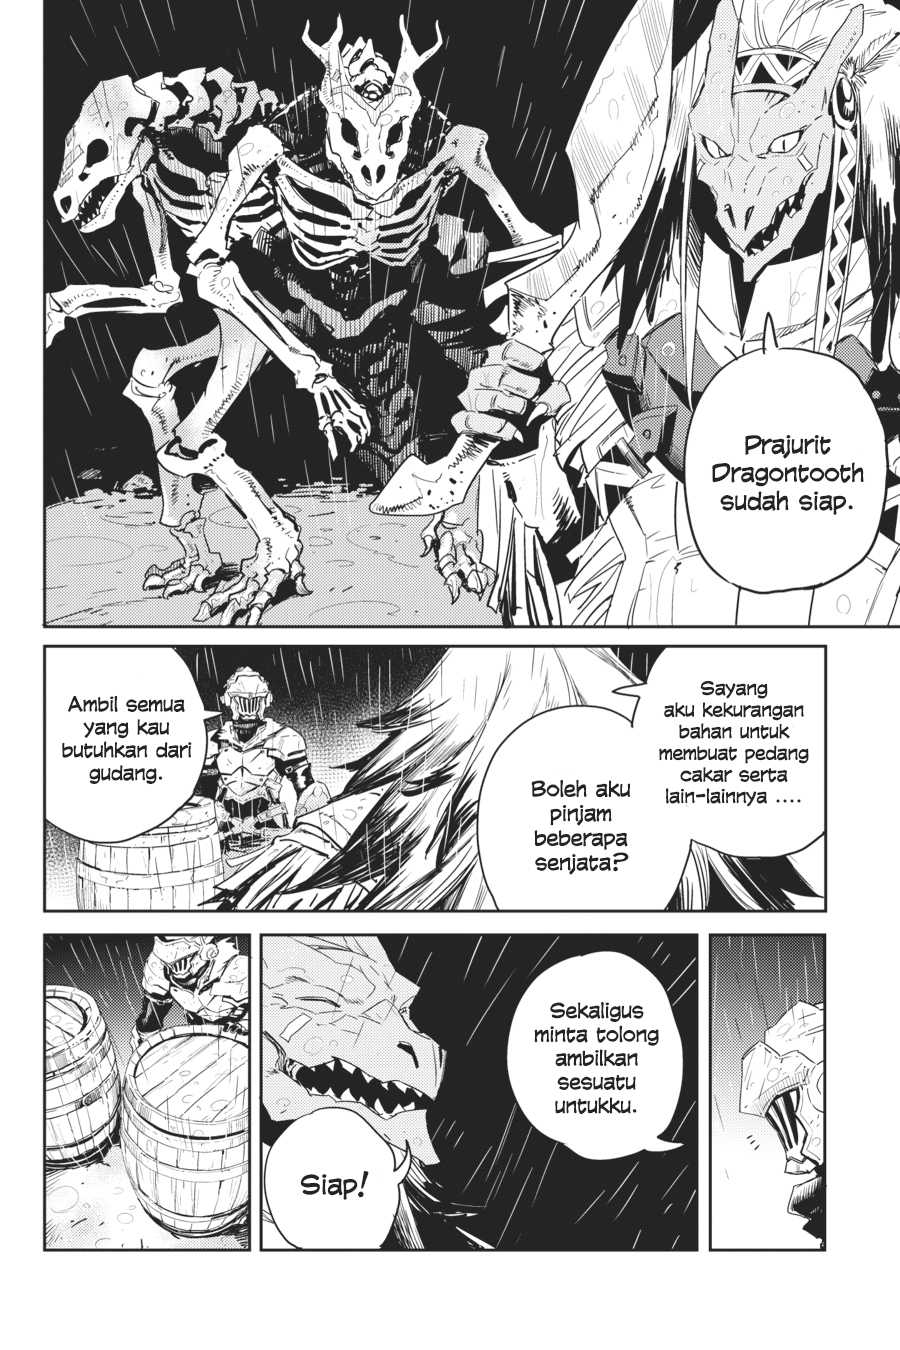 Prajurit
Dragontooth
sudah siap.
Sayang
aku kekurangan
bahan untuk
membuat pedang
cakar serta
lain-lainnya ....
Boleh aku
pinjam
beberapa
senjata?
Ambil semua
yang kau
butuhkan dari
gudang.
Sekaligus
minta tolong
ambilkan
sesuatu
untukku.
Siap!